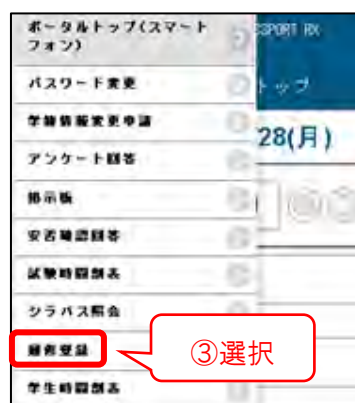 ポータルトップ(スマート
フォン)
パスワード変更
学籍情報変更申請
アンケート回答
掲示板
安否確認回答
試験時間割表
シラバス照会
履修登録
学生時間割表
SSPORT RX
トップ
28(月)
③選択